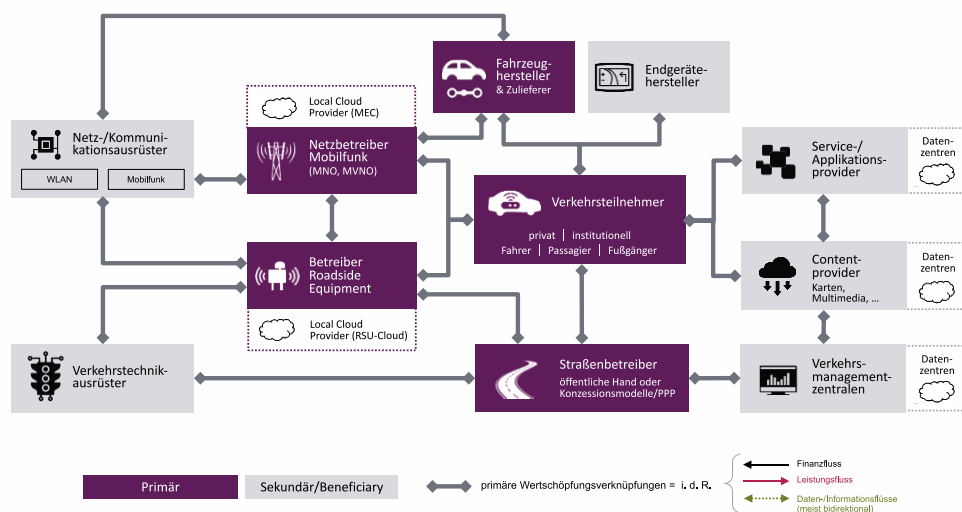 Fahrzeug-
hersteller
& Zulieferer
Endgeräte-
hersteller
Local Cloud
Provider (MEC)
Netz-/Kommuni-
kationsausrüster
WLAN
Mobilfunk
Netzbetreiber
Mobilfunk
(MNO, MVNO)
Service-/
Applikations-
provider
Daten-
zentren
Verkehrsteilnehmer
privat | institutionell
Fahrer | Passagier | Fußgänger
Betreiber
Roadside
Equipment
Content-
provider
Karten,
Multimedia, ...
Daten-
zentren
Local Cloud
Provider (RSU-Cloud)
Verkehrstechnik-
ausrüster
Straßenbetreiber
öffentliche Hand oder
Konzessionsmodelle/PPP
Verkehrs-
management-
zentralen
Daten-
zentren
Primär
Sekundär/Beneficiary
primäre Wertschöpfungsverknüpfungen = i. d. R.
Finanzfluss
Leistungsfluss
Daten-/Informationsflüsse
(meist bidirektional)